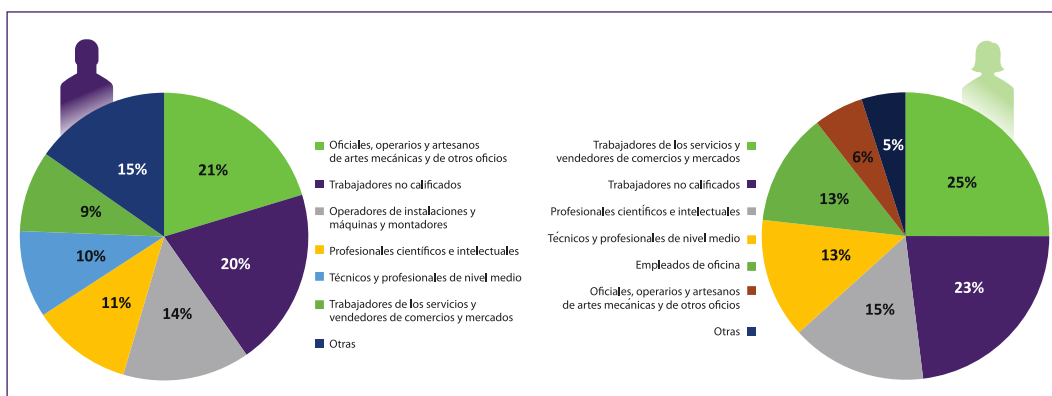 15%
21%
9%
20%
10%
11%
14%
Oficiales, operarios y artesanos
de artes mecánicas y de otros oficios
Trabajadores no calificados
Operadores de instalaciones y
máquinas y montadores
Profesionales científicos e intelectuales
Técnicos y profesionales de nivel medio
Trabajadores de los servicios y
vendedores de comercios y mercados
Otras
Trabajadores de los servicios y
vendedores de comercios y mercados
Trabajadores no calificados
Profesionales científicos e intelectuales
Técnicos y profesionales de nivel medio
Empleados de oficina
Oficiales, operarios y artesanos
de artes mecánicas y de otros oficios
Otras
5%
6%
25%
13%
13%
23%
15%